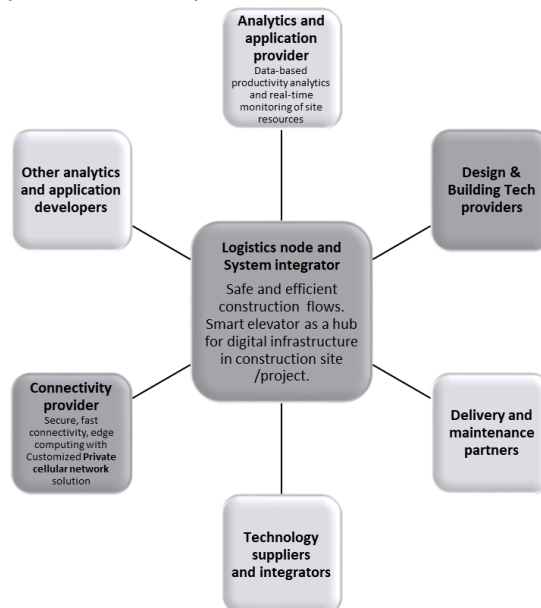 Analytics and
application
provider
Data-based
productivity analytics
and real-time
monitoring of site
resources
Other analytics
and application
developers
Design &
Building Tech
providers
Logistics node and
System integrator
Safe and efficient
construction flows.
Smart elevator as a hub
for digital infrastructure
in construction site
/project.
Connectivity
provider
Secure, fast
connectivity, edge
computing with
Customized Private
cellular network
solution
Delivery and
maintenance
partners
Technology
suppliers
and integrators